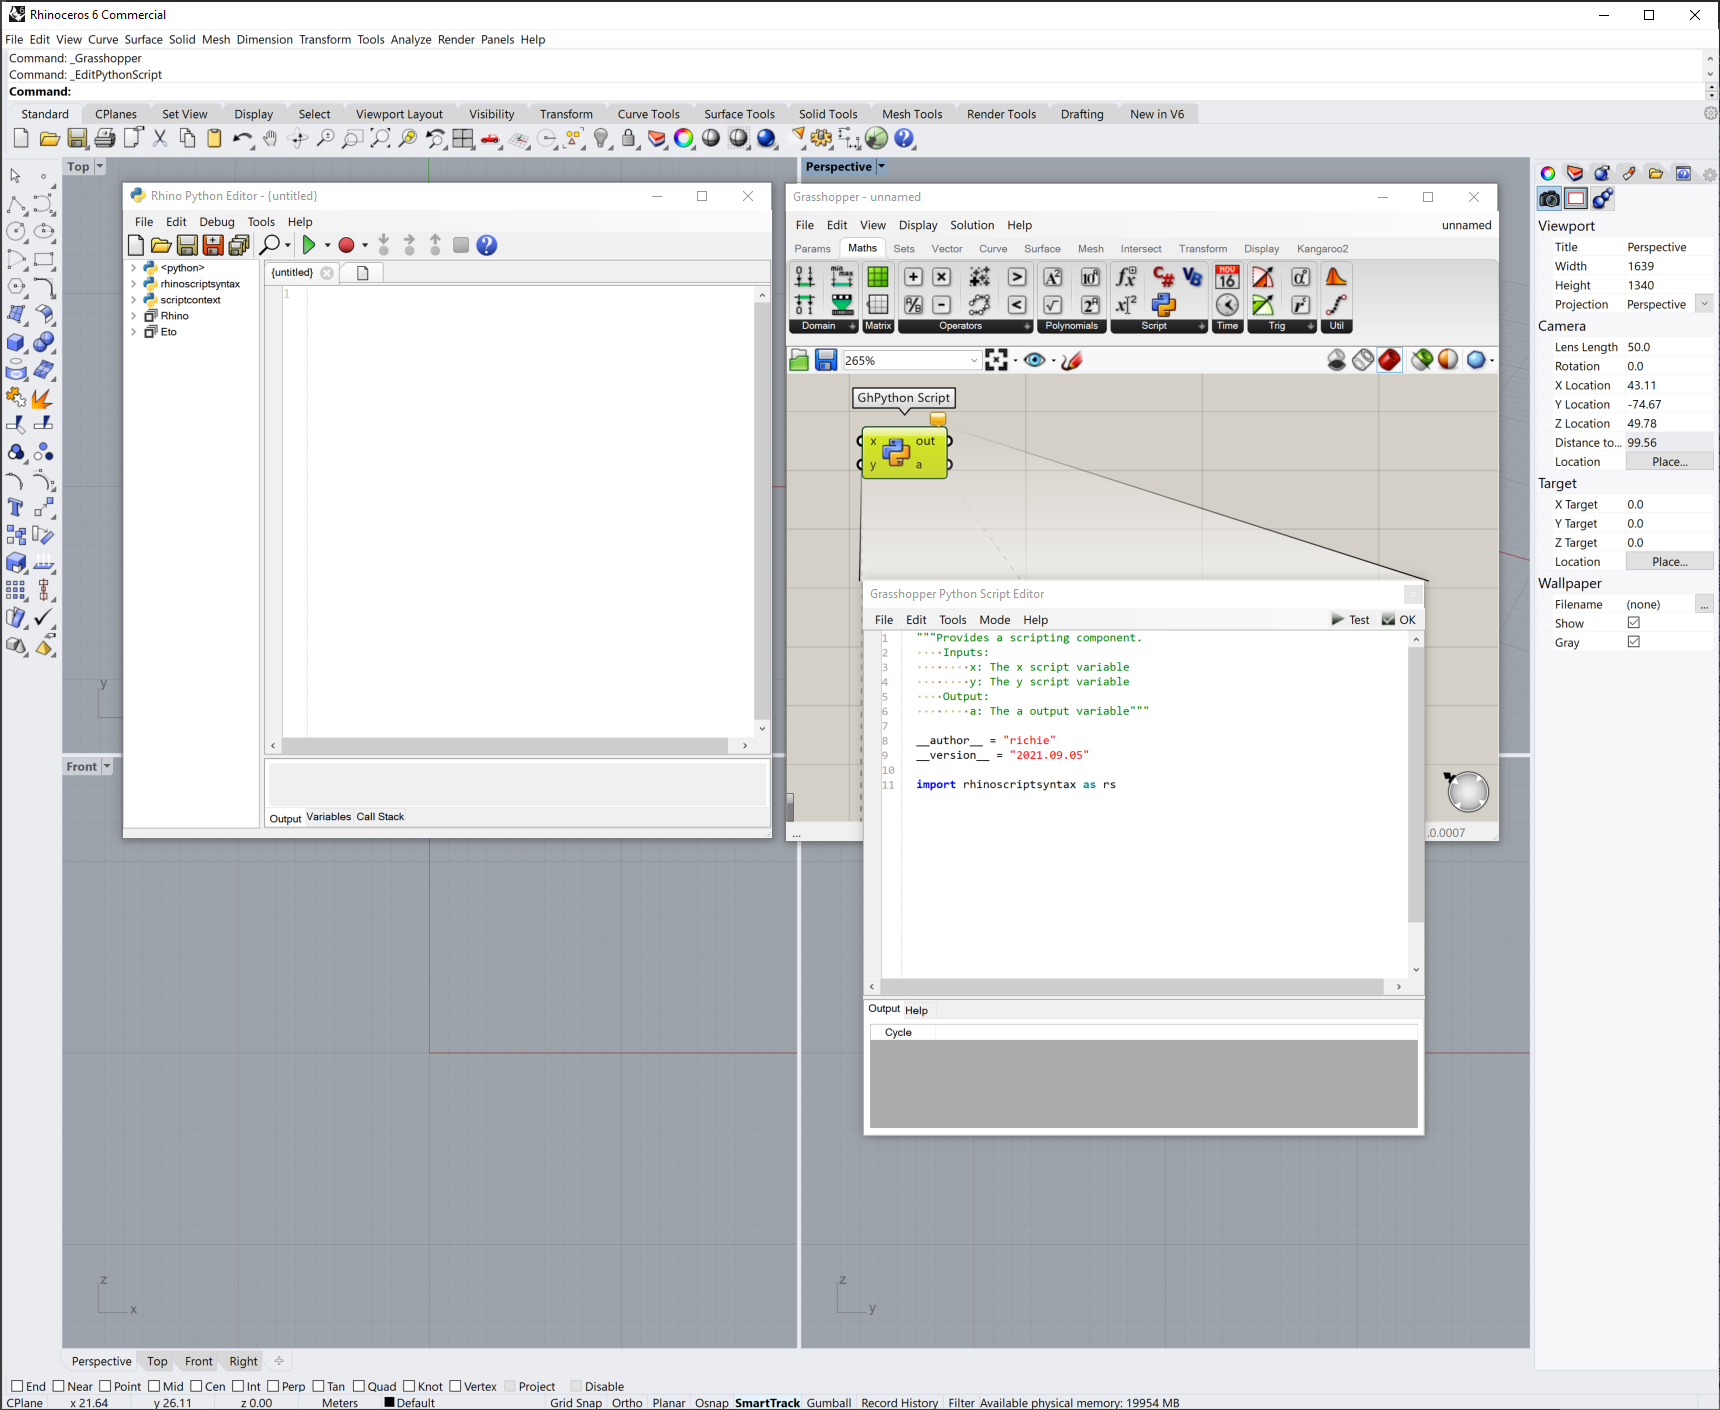 Rhinoceros 6 Commercial
File Edit View Curve Surface Solid Mesh Dimension Transform Tools Analyze Render Panels Help
Command: _Grasshopper
Command: _EditPythonScript
Command:
Standard CPlanes Set View Display Select Viewport Layout Visibility Transform Curve Tools Surface Tools Solid Tools Mesh Tools Render Tools Drafting New in V6
Top
Perspective
Rhino Python Editor - {untitled}
File Edit Debug Tools Help
<python>
rhinoscriptsyntax
scriptcontext
Rhino
Eto
{untitled}
1
Output Variables Call Stack
Grasshopper - unnamed
File Edit View Display Solution Help unnamed
Params Maths Sets Vector Curve Surface Mesh Intersect Transform Display Kangaroo2
Domain Matrix Operators Polynomials Script Time Trig Util
265%
GhPython Script
x out
y a
Grasshopper Python Script Editor
File Edit Tools Mode Help Test OK
1 """Provides a scripting component.
2 ····Inputs:
3 ········x: The x script variable
4 ········y: The y script variable
5 ····Output:
6 ········a: The a output variable"""
7
8 __author__ = "richie"
9 __version__ = "2021.09.05"
10
11 import rhinoscriptsyntax as rs
Output Help
Cycle
...
.0.0007
Viewport
Title Perspective
Width 1639
Height 1340
Projection Perspective
Camera
Lens Length 50.0
Rotation 0.0
X Location 43.11
Y Location -74.67
Z Location 49.78
Distance to... 99.56
Location Place...
Target
X Target 0.0
Y Target 0.0
Z Target 0.0
Location Place...
Wallpaper
Filename (none) ...
Show
Gray
y
Front
z
x
z
y
Perspective Top Front Right
End Near Point Mid Cen Int Perp Tan Quad Knot Vertex Project Disable
CPlane x 21.64 y 26.11 z 0.00 Meters Default Grid Snap Ortho Planar Osnap SmartTrack Gumball Record History Filter Available physical memory: 19954 MB